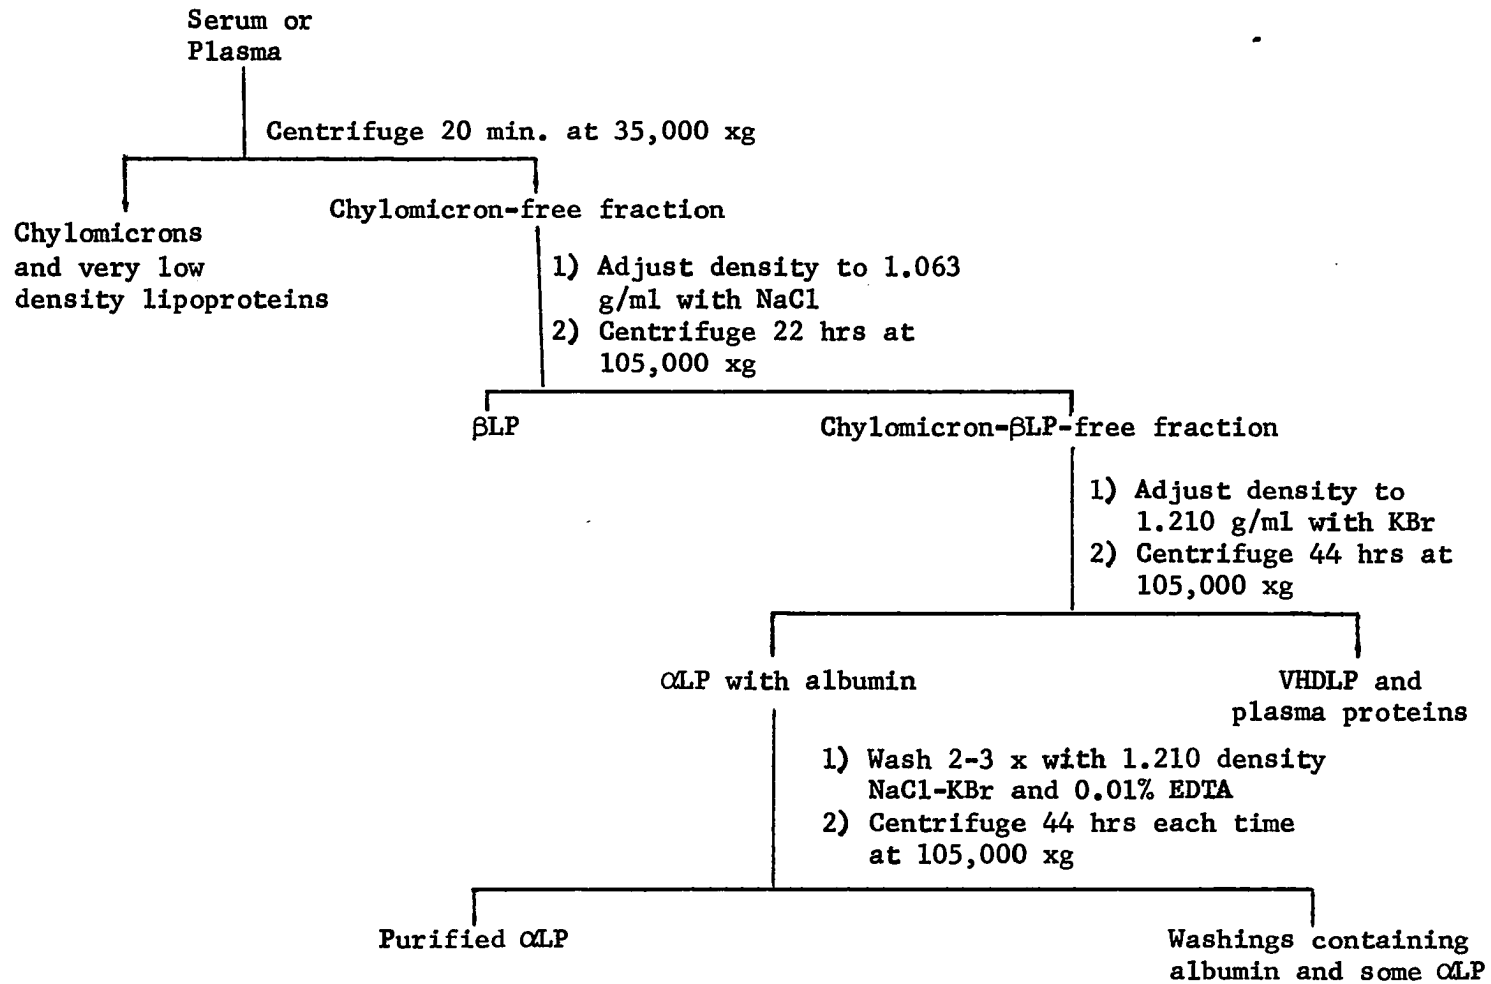 Serum or
Plasma
Centrifuge 20 min. at 35,000 xg
Chylomicron-free fraction
Chylomicrons
and very low
density lipoproteins
1) Adjust density to 1.063
g/ml with NaCl
2) Centrifuge 22 hrs at
105,000 xg
βLP
Chylomicron-βLP-free fraction
1) Adjust density to
1.210 g/ml with KBr
2) Centrifuge 44 hrs at
105,000 xg
αLP with albumin
VHDLP and
plasma proteins
1) Wash 2-3 x with 1.210 density
NaCl-KBr and 0.01% EDTA
2) Centrifuge 44 hrs each time
at 105,000 xg
Purified αLP
Washings containing
albumin and some αLP